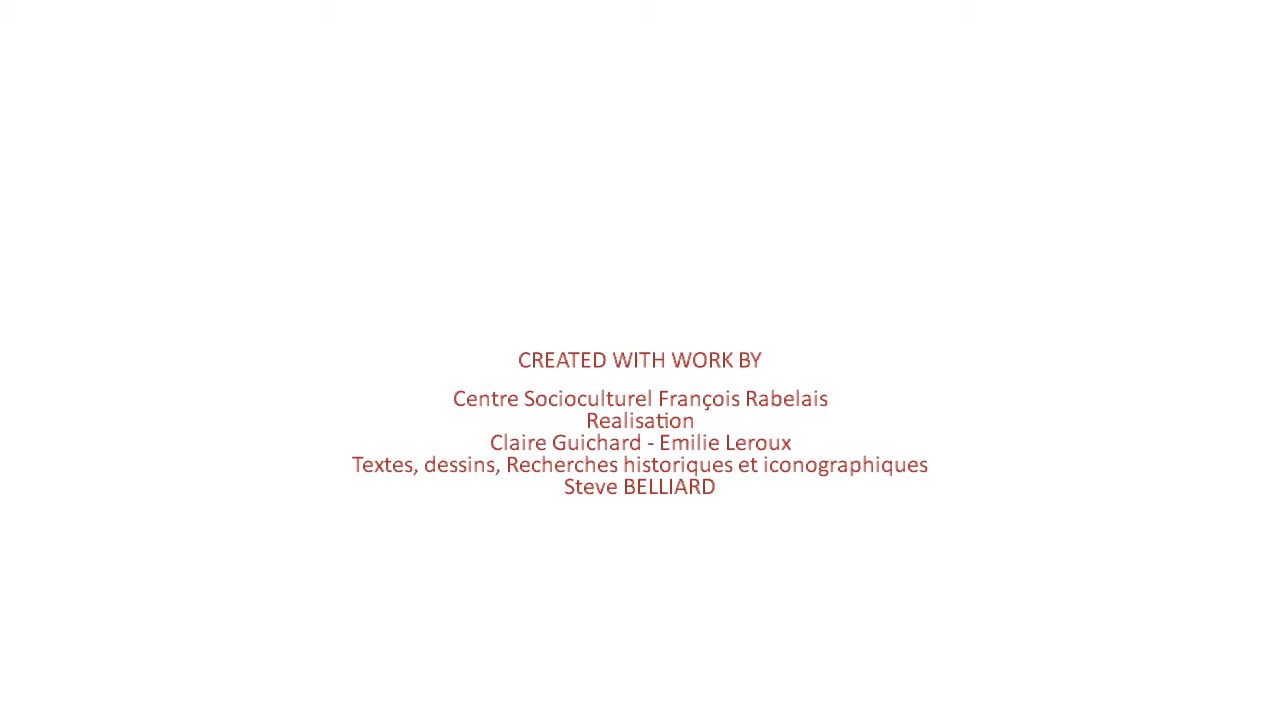 CREATED WITH WORK BY
Centre Socioculturel François Rabelais
Realisation
Claire Guichard - Emilie Leroux
Textes, dessins, Recherches historiques et iconographiques
Steve BELLIARD